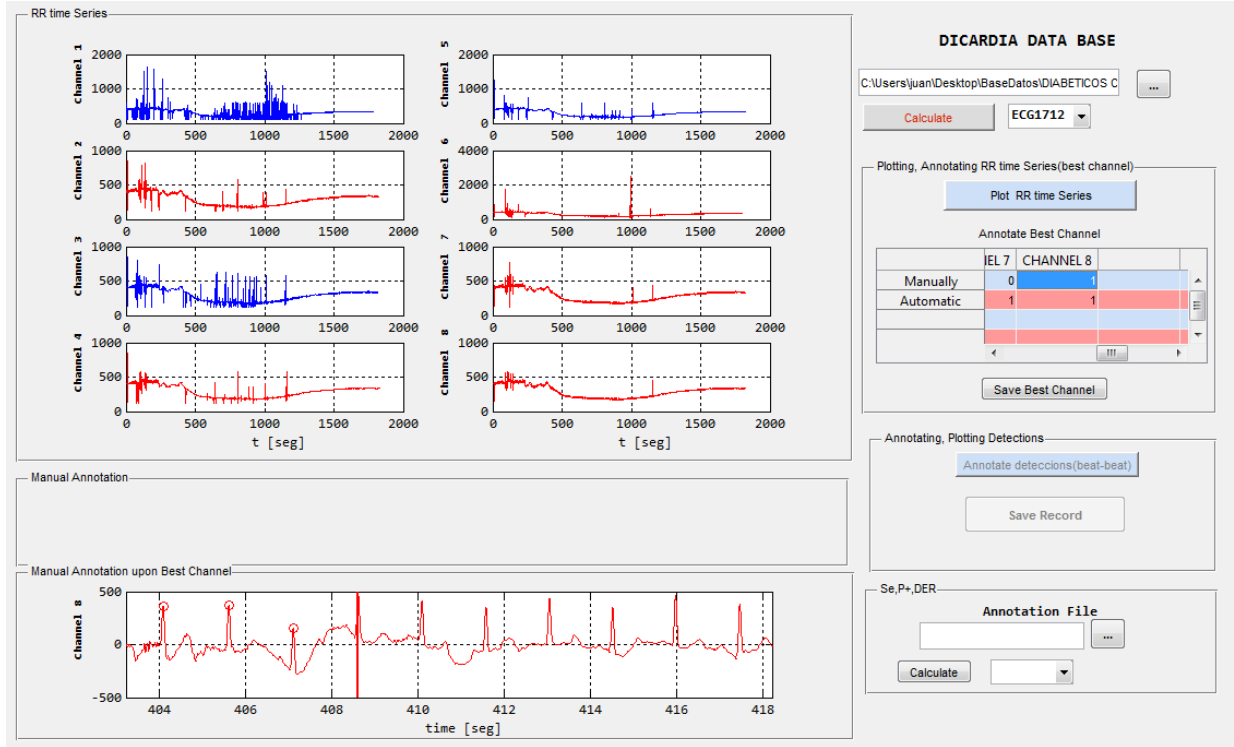 RR time Series
channel 1
2000
1000
0
0 500 1000 1500 2000
channel 5
2000
1000
0
0 500 1000 1500 2000
channel 2
1000
500
0
0 500 1000 1500 2000
channel 6
4000
2000
0
0 500 1000 1500 2000
channel 3
1000
500
0
0 500 1000 1500 2000
channel 7
1000
500
0
0 500 1000 1500 2000
channel 4
1000
500
0
0 500 1000 1500 2000
t [seg]
channel 8
1000
500
0
0 500 1000 1500 2000
t [seg]
Manual Annotation
Manual Annotation upon Best Channel
channel 8
500
0
-500
404 406 408 410 412 414 416 418
time [seg]
DICARDIA DATA BASE
C:\Users\juan\Desktop\BaseDatos\DIABETICOS C
...
Calculate
ECG1712
Plotting, Annotating RR time Series(best channel)
Plot RR time Series
Annotate Best Channel
IEL 7 CHANNEL 8
Manually 0 1
Automatic 1 1
Save Best Channel
Annotating, Plotting Detections
Annotate deteccions(beat-beat)
Save Record
Se,P+,DER
Annotation File
...
Calculate